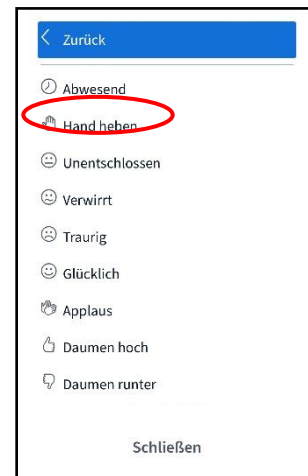 Zurück
Abwesend
Hand heben
Unentschlossen
Verwirrt
Traurig
Glücklich
Applaus
Daumen hoch
Daumen runter
Schließen